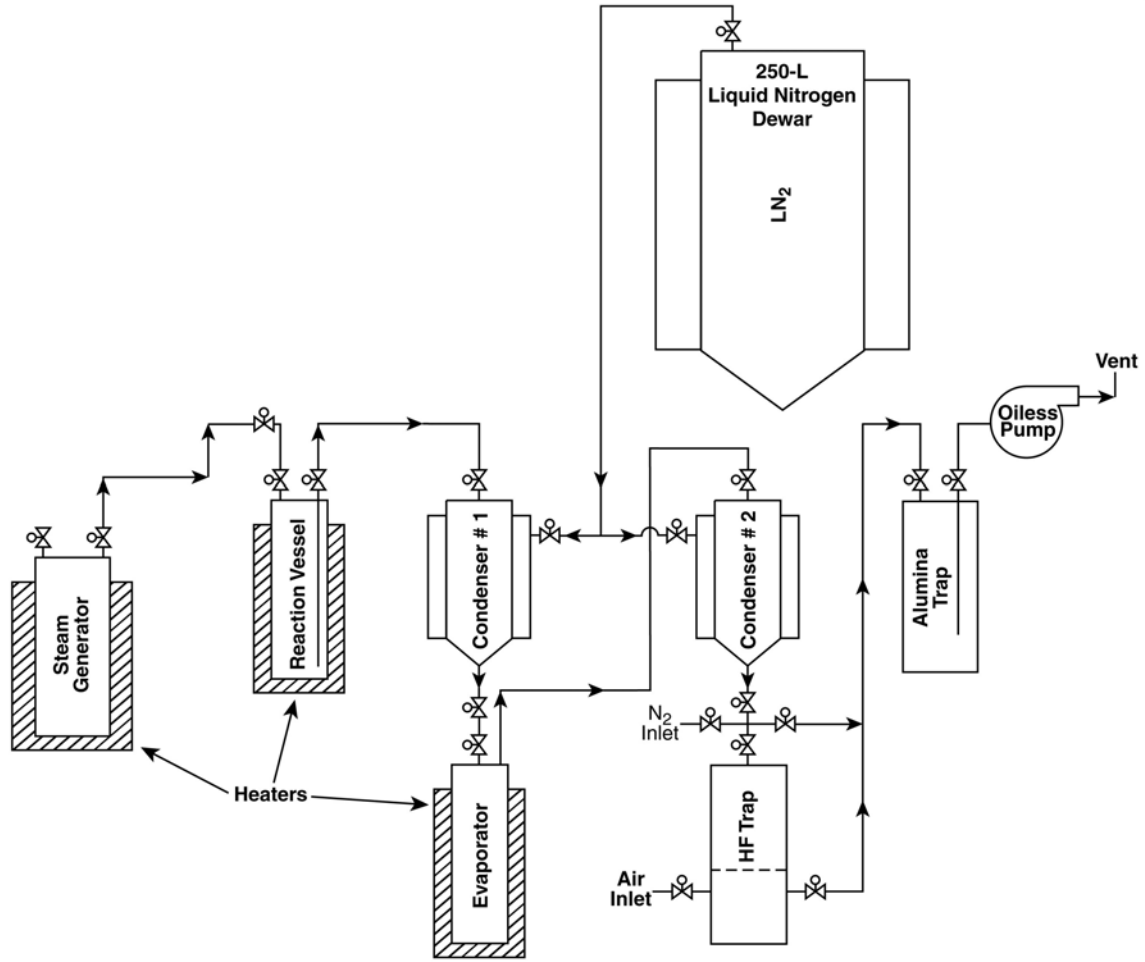 250-L
Liquid Nitrogen
Dewar
LN2
Vent
Oiless
Pump
Condenser # 1
Condenser # 2
Alumina
Trap
Reaction Vessel
Steam
Generator
N2
Inlet
Heaters
HF Trap
Evaporator
Air
Inlet